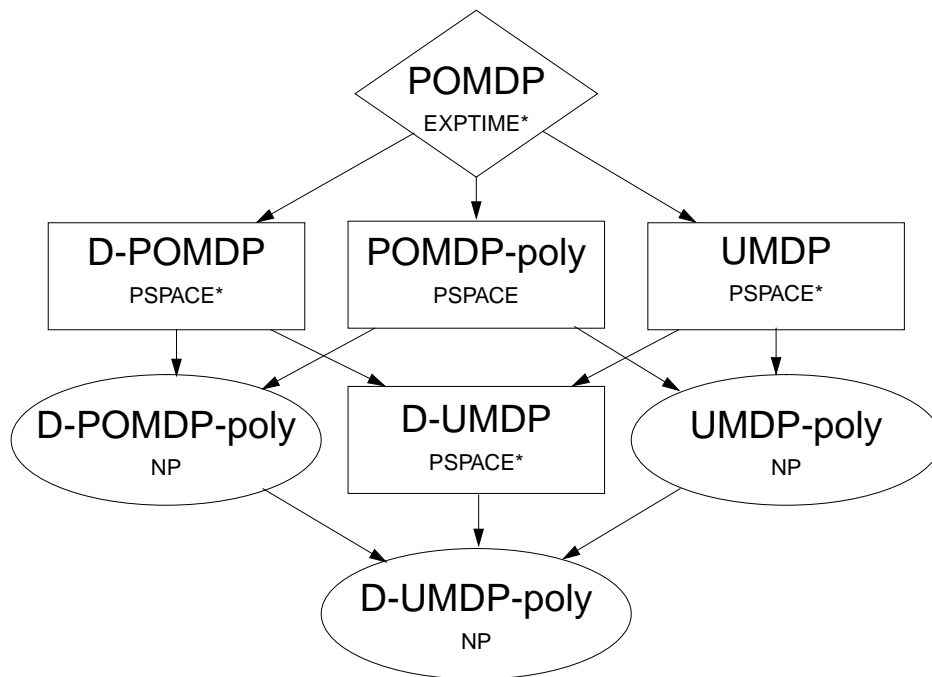 POMDP
EXPTIME*
D-POMDP
PSPACE*
POMDP-poly
PSPACE
UMDP
PSPACE*
D-POMDP-poly
NP
D-UMDP
PSPACE*
UMDP-poly
NP
D-UMDP-poly
NP